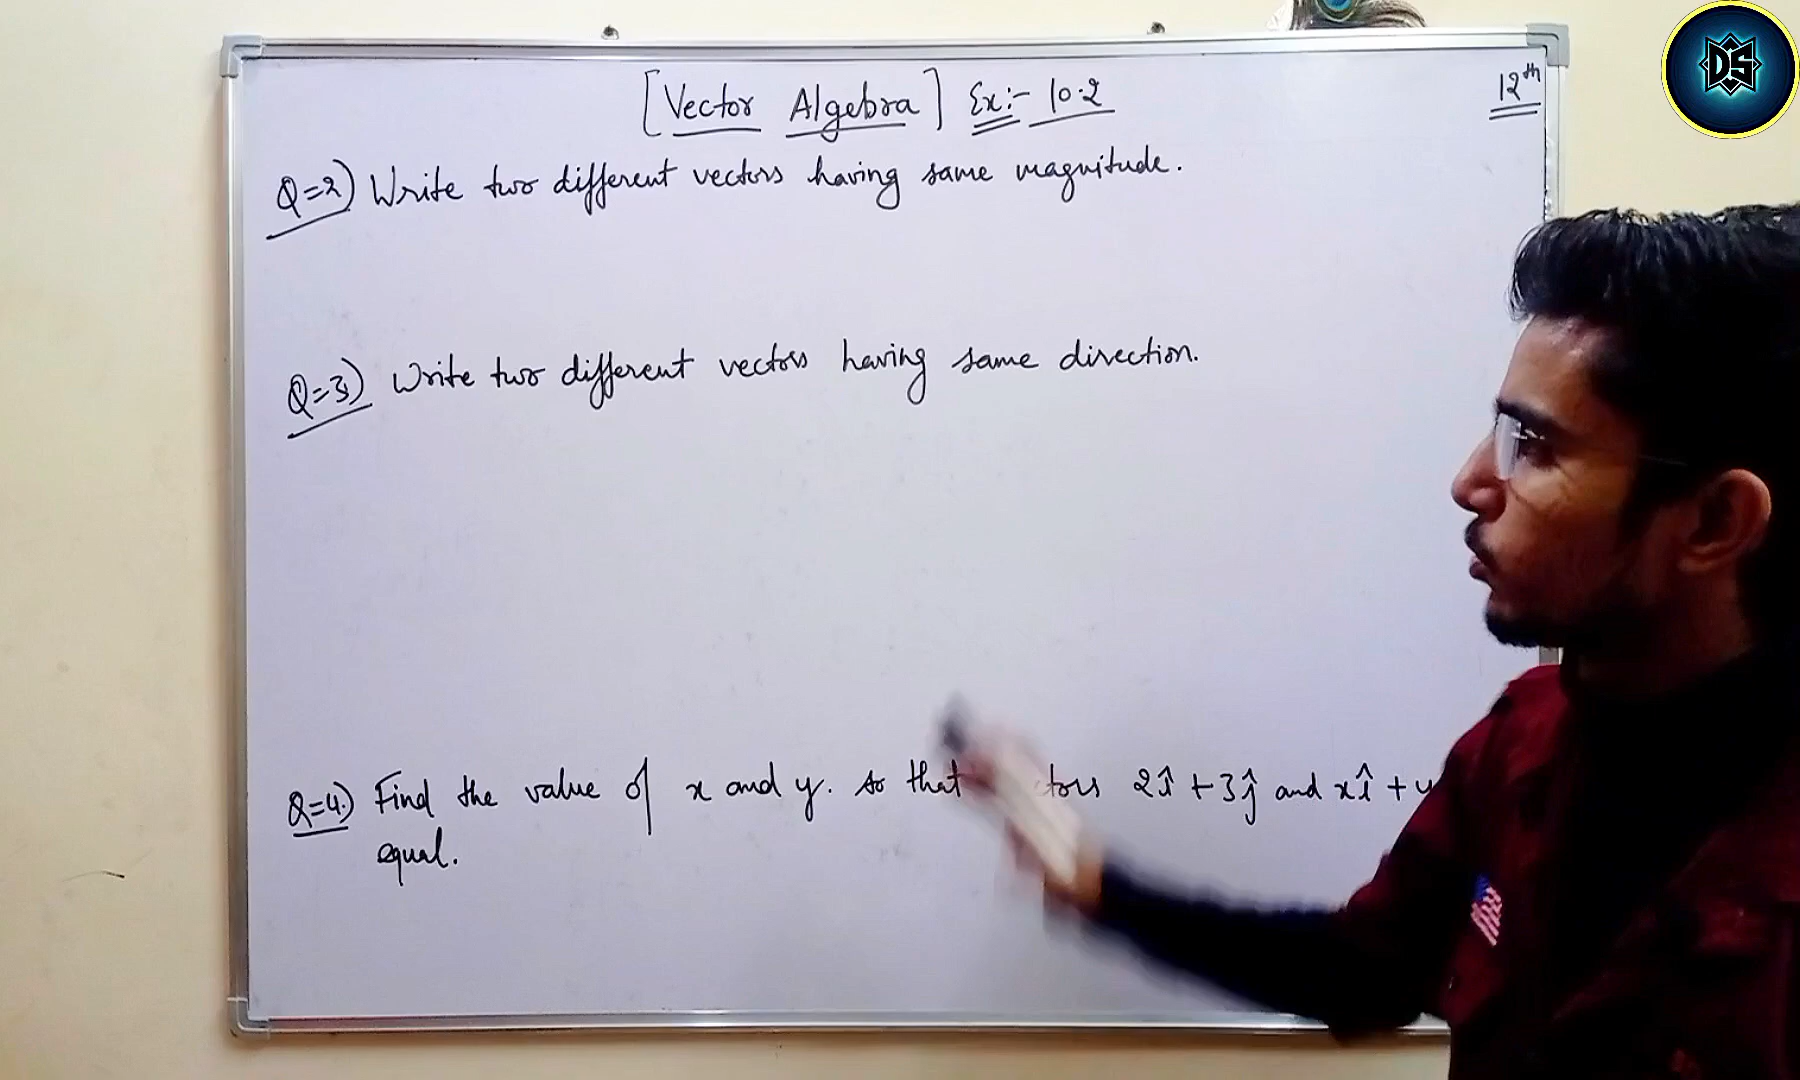 [Vector Algebra] Ex:- 10.2
12th
DS
Q=2) Write two different vectors having same magnitude.
Q=3) Write two different vectors having same direction.
Q=4.) Find the value of x and y. so that tors 2î + 3ĵ and xî + y
equal.